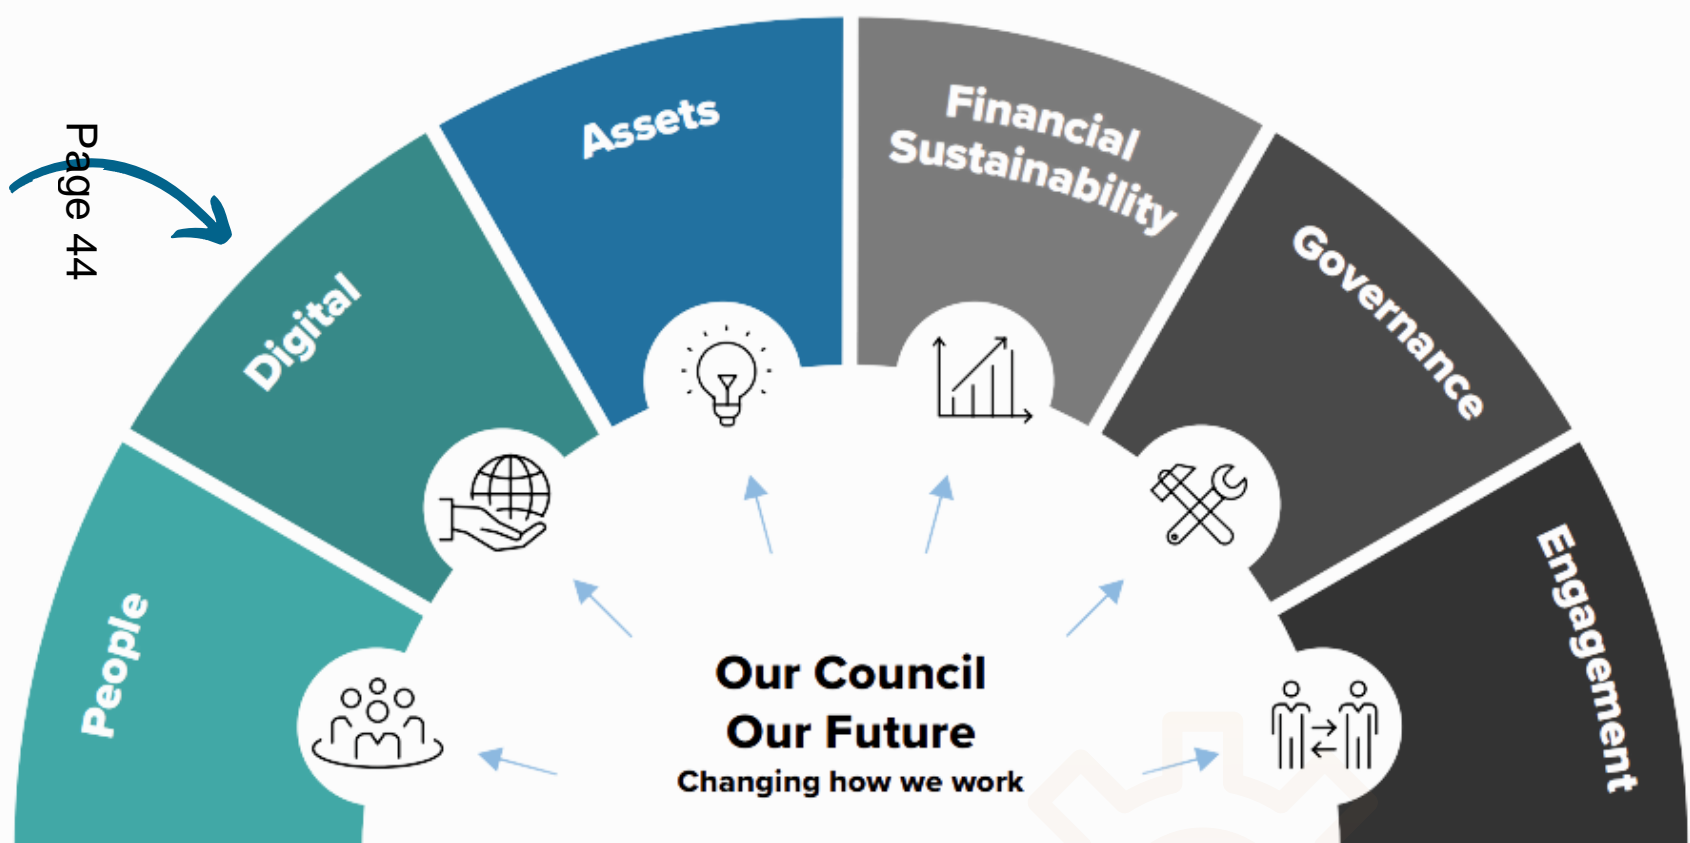 Page 44
People
Digital
Assets
Financial
Sustainability
Governance
Engagement
Our Council
Our Future
Changing how we work